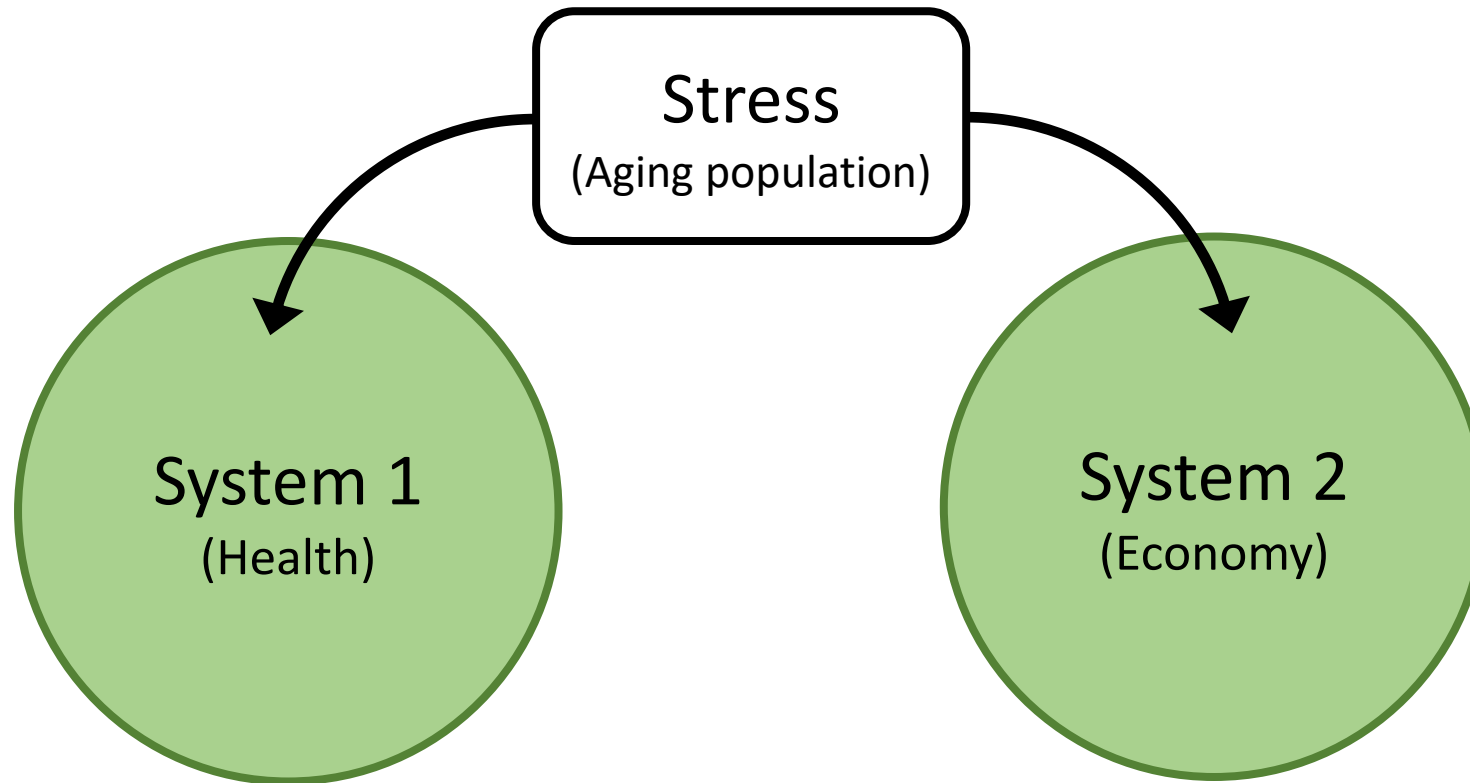 Stress
(Aging population)
System 1
(Health)
System 2
(Economy)